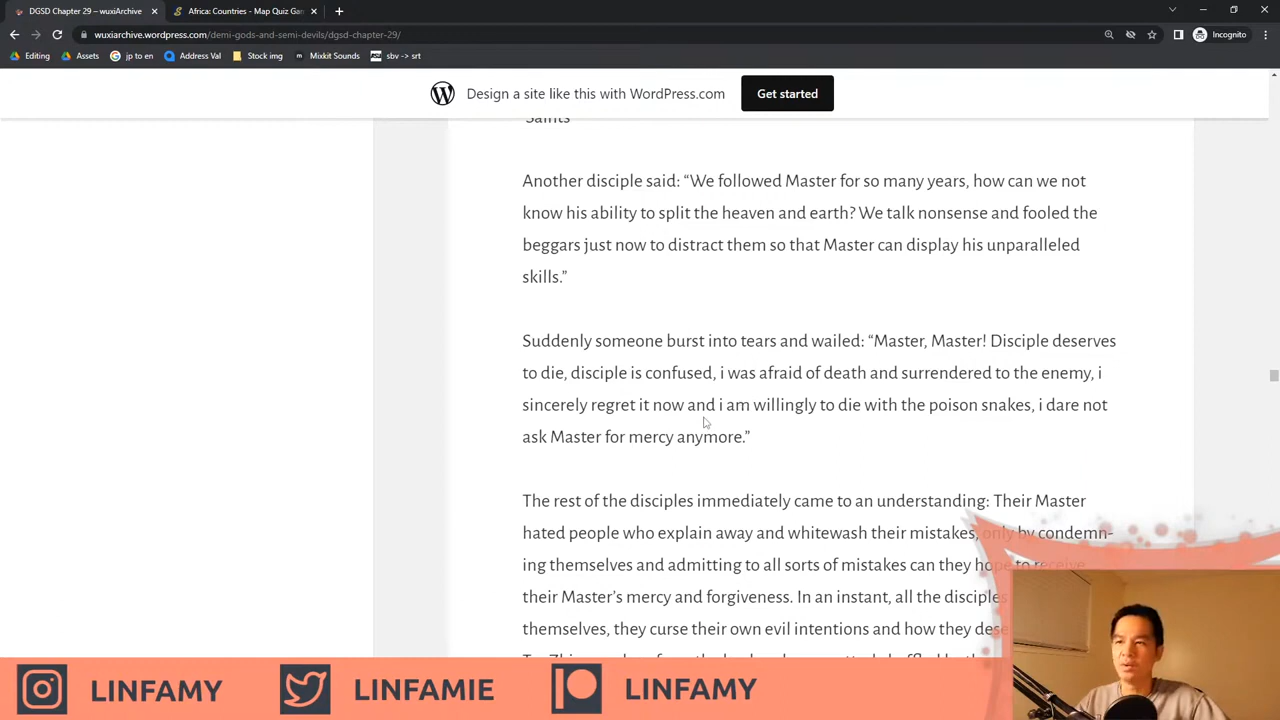 DGSD Chapter 29 – wuxiArchive
Africa: Countries - Map Quiz Gam
wuxiarchive.wordpress.com/demi-gods-and-semi-devils/dgsd-chapter-29/
Incognito
Editing
Assets
jp to en
Address Val
Stock img
Mixkit Sounds
sbv -> srt
Design a site like this with WordPress.com
Get started
Saints
Another disciple said: “We followed Master for so many years, how can we not
know his ability to split the heaven and earth? We talk nonsense and fooled the
beggars just now to distract them so that Master can display his unparalleled
skills.”
Suddenly someone burst into tears and wailed: “Master, Master! Disciple deserves
to die, disciple is confused, i was afraid of death and surrendered to the enemy, i
sincerely regret it now and i am willingly to die with the poison snakes, i dare not
ask Master for mercy anymore.”
The rest of the disciples immediately came to an understanding: Their Master
hated people who explain away and whitewash their mistakes, only by condemn-
ing themselves and admitting to all sorts of mistakes can they hope to receive
their Master’s mercy and forgiveness. In an instant, all the disciples
themselves, they curse their own evil intentions and how they dese
LINFAMY
LINFAMIE
LINFAMY